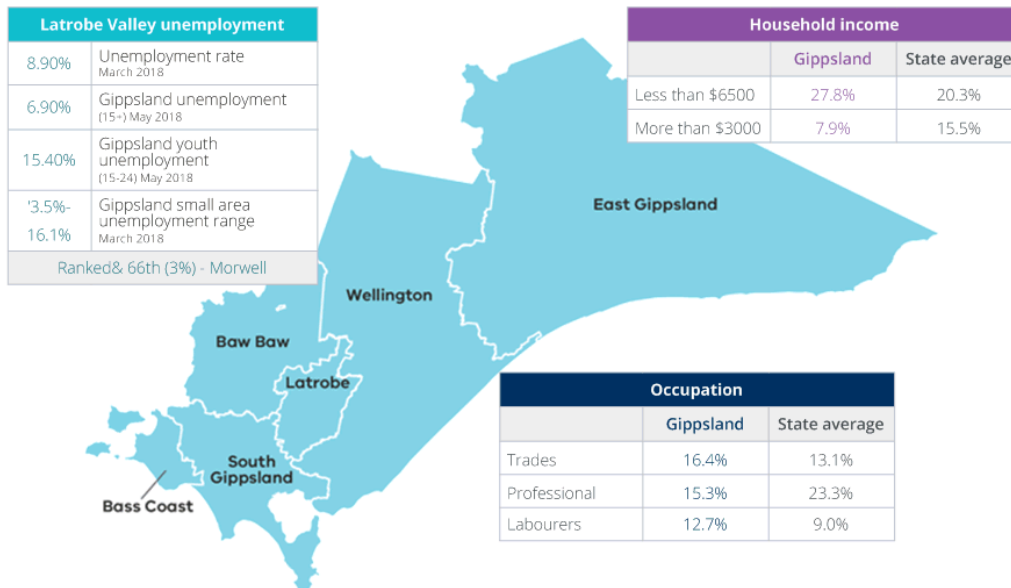 Latrobe Valley unemployment
8.90% Unemployment rate
March 2018
6.90% Gippsland unemployment
(15+) May 2018
15.40% Gippsland youth
unemployment
(15-24) May 2018
'3.5%- Gippsland small area
16.1% unemployment range
March 2018
Ranked& 66th (3%) - Morwell
Household income
Gippsland State average
Less than $6500 27.8% 20.3%
More than $3000 7.9% 15.5%
East Gippsland
Wellington
Baw Baw
Latrobe
South
Gippsland
Bass Coast
Occupation
Gippsland State average
Trades 16.4% 13.1%
Professional 15.3% 23.3%
Labourers 12.7% 9.0%